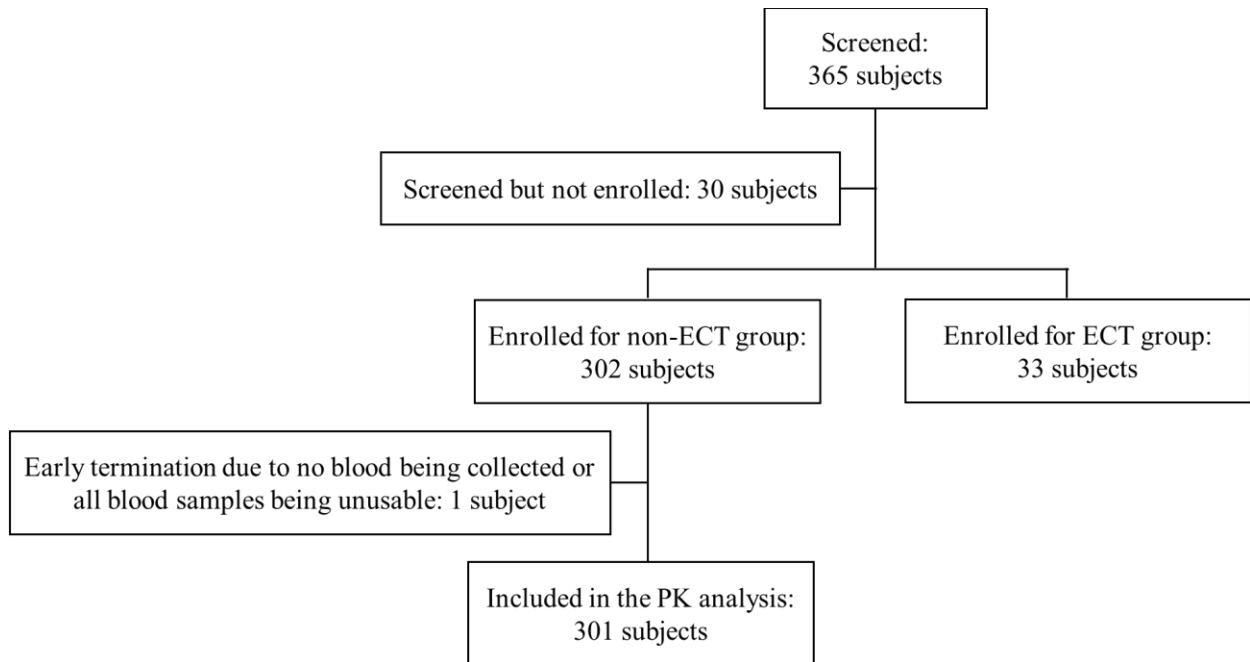 Screened:
365 subjects
Screened but not enrolled: 30 subjects
Enrolled for non-ECT group:
302 subjects
Enrolled for ECT group:
33 subjects
Early termination due to no blood being collected or
all blood samples being unusable: 1 subject
Included in the PK analysis:
301 subjects